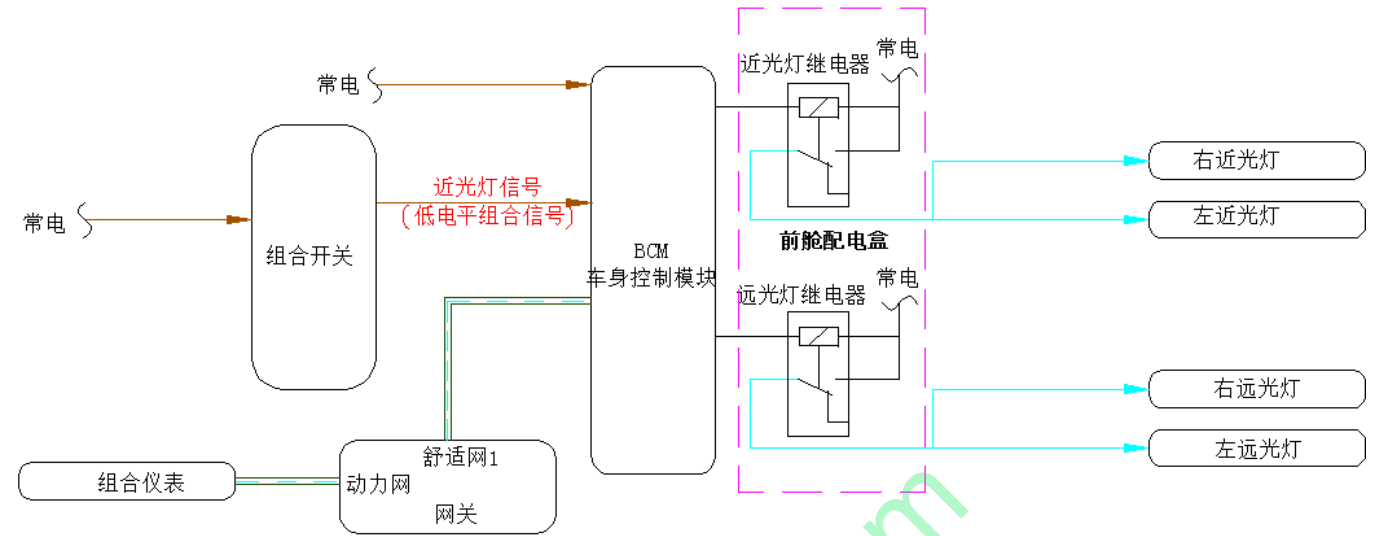 近光灯继电器
常电
常电
近光灯信号
(低电平组合信号)
常电
组合开关
BCM
车身控制模块
前舱配电盒
右近光灯
左近光灯
远光灯继电器
常电
右远光灯
左远光灯
舒适网1
动力网
网关
组合仪表